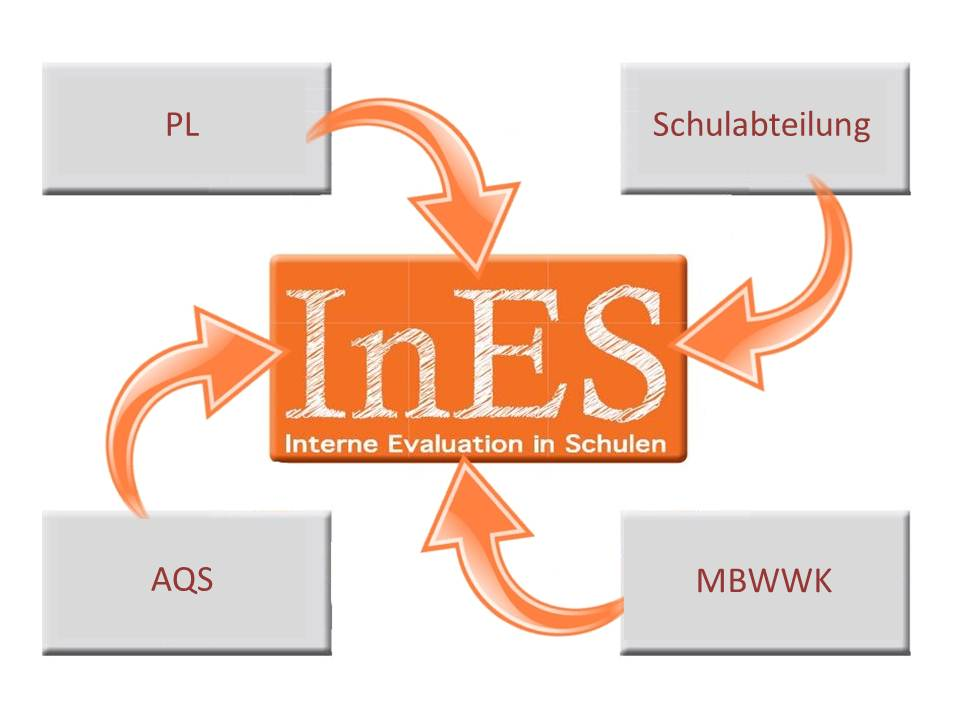 PL
Schulabteilung
InES
Interne Evaluation in Schulen
AQS
MBWWK